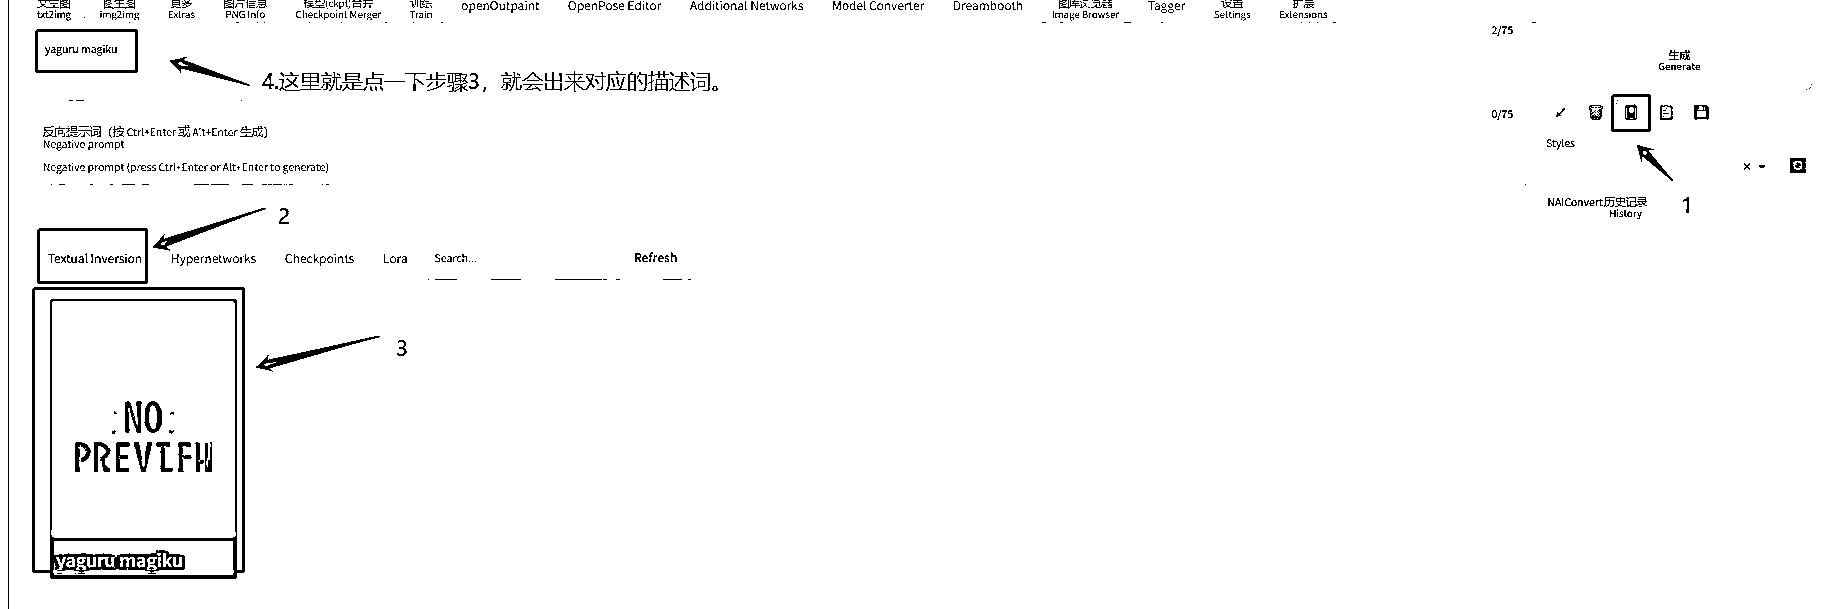 文生图 图生图 更多 图片信息 模型(ckpt)合并 训练 openOutpaint OpenPose Editor Additional Networks Model Converter Dreambooth 图库浏览器 Tagger 设置 扩展
txt2img img2img Extras PNG Info Checkpoint Merger Train Image Browser Settings Extensions
2/75
yaguru magiku
生成
Generate
4.这里就是点一下步骤3，就会出来对应的描述词。
0/75
反向提示词（按 Ctrl+Enter 或 Alt+Enter 生成）
Negative prompt
Styles
Negative prompt (press Ctrl+Enter or Alt+Enter to generate)
NAIConvert历史记录
History
1
2
Textual Inversion Hypernetworks Checkpoints Lora Search... Refresh
3
NO
PREVIEW
yaguru magiku